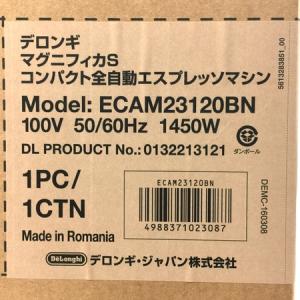 デロンギ
マグニフィカS
コンパクト全自動エスプレッソマシン
Model: ECAM23120BN
100V 50/60Hz 1450W
DL PRODUCT No.: 0132213121
ダンボール
1PC/
1CTN
ECAM23120BN
4988371023087
Made in Romania
DeLonghi
デロンギ・ジャパン株式会社
DEMC-160308